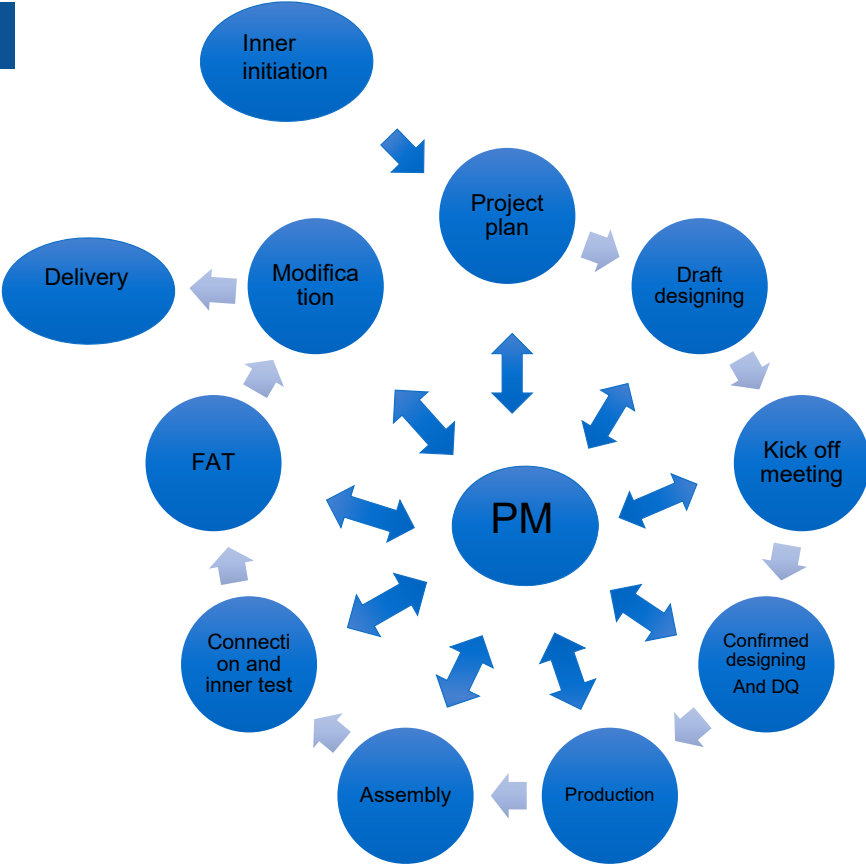 Inner
initiation
Project
plan
Draft
designing
Kick off
meeting
Confirmed
designing
And DQ
Production
Assembly
Connecti
on and
inner test
FAT
Modifica
tion
Delivery
PM